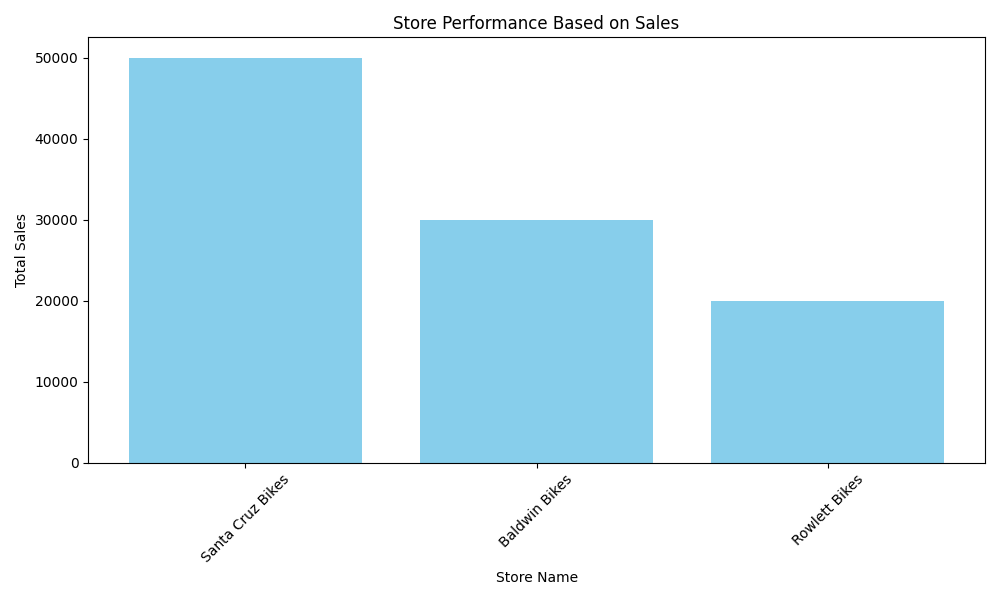 Store Performance Based on Sales
Total Sales
50000
40000
30000
20000
10000
0
Santa Cruz Bikes
Baldwin Bikes
Rowlett Bikes
Store Name